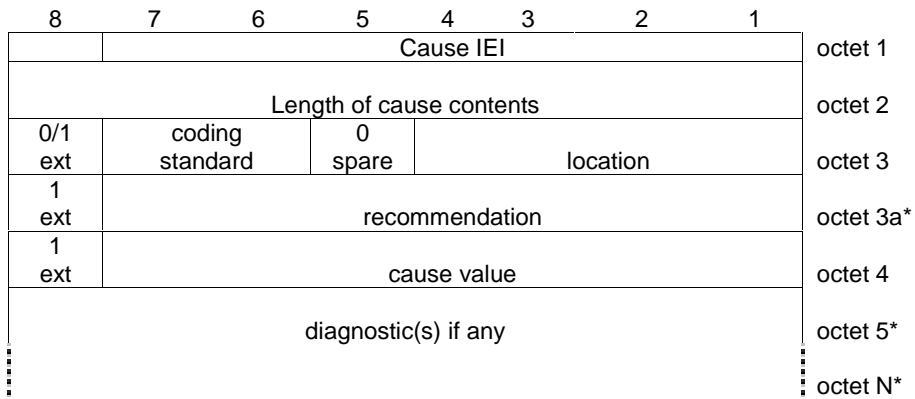 8 7 6 5 4 3 2 1
Cause IEI octet 1
Length of cause contents octet 2
0/1 coding 0
ext standard spare location octet 3
1
ext recommendation octet 3a*
1
ext cause value octet 4
diagnostic(s) if any octet 5*
octet N*